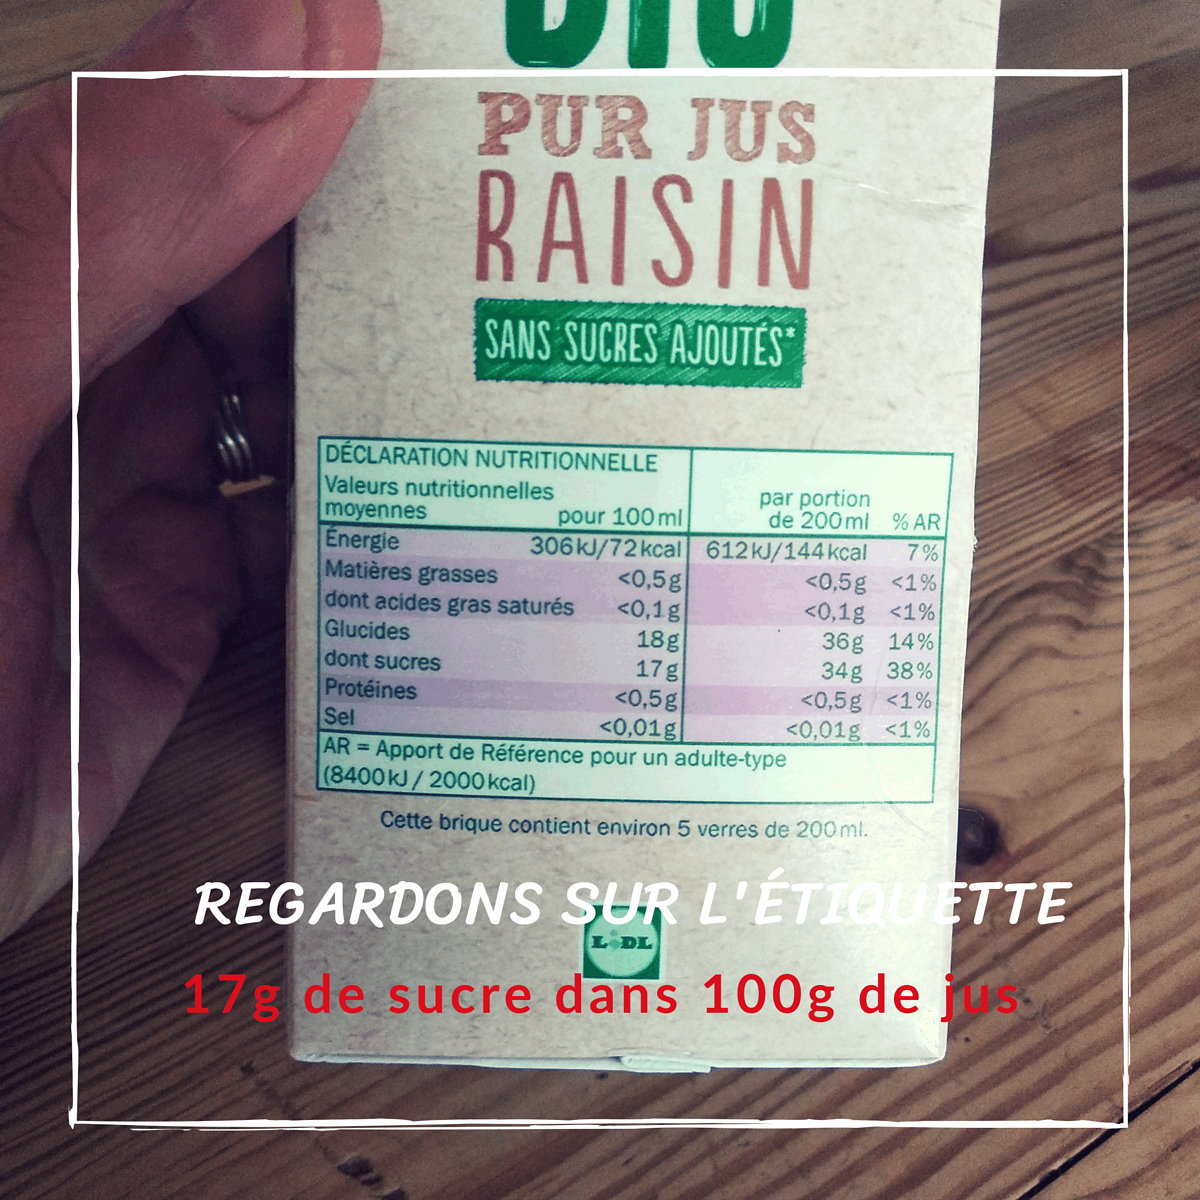 BIO
PUR JUS
RAISIN
SANS SUCRES AJOUTÉS*
DÉCLARATION NUTRITIONNELLE
Valeurs nutritionnelles
moyennes pour 100 ml par portion de 200 ml % AR
Énergie 306 kJ/72 kcal 612 kJ/144 kcal 7%
Matières grasses <0,5 g <0,5 g <1%
dont acides gras saturés <0,1 g <0,1 g <1%
Glucides 18 g 36 g 14%
dont sucres 17 g 34 g 38%
Protéines <0,5 g <0,5 g <1%
Sel <0,01 g <0,01 g <1%
AR = Apport de Référence pour un adulte-type
(8400 kJ / 2000 kcal)
Cette brique contient environ 5 verres de 200 ml.
REGARDONS SUR L'ÉTIQUETTE
LIDL
17g de sucre dans 100g de jus